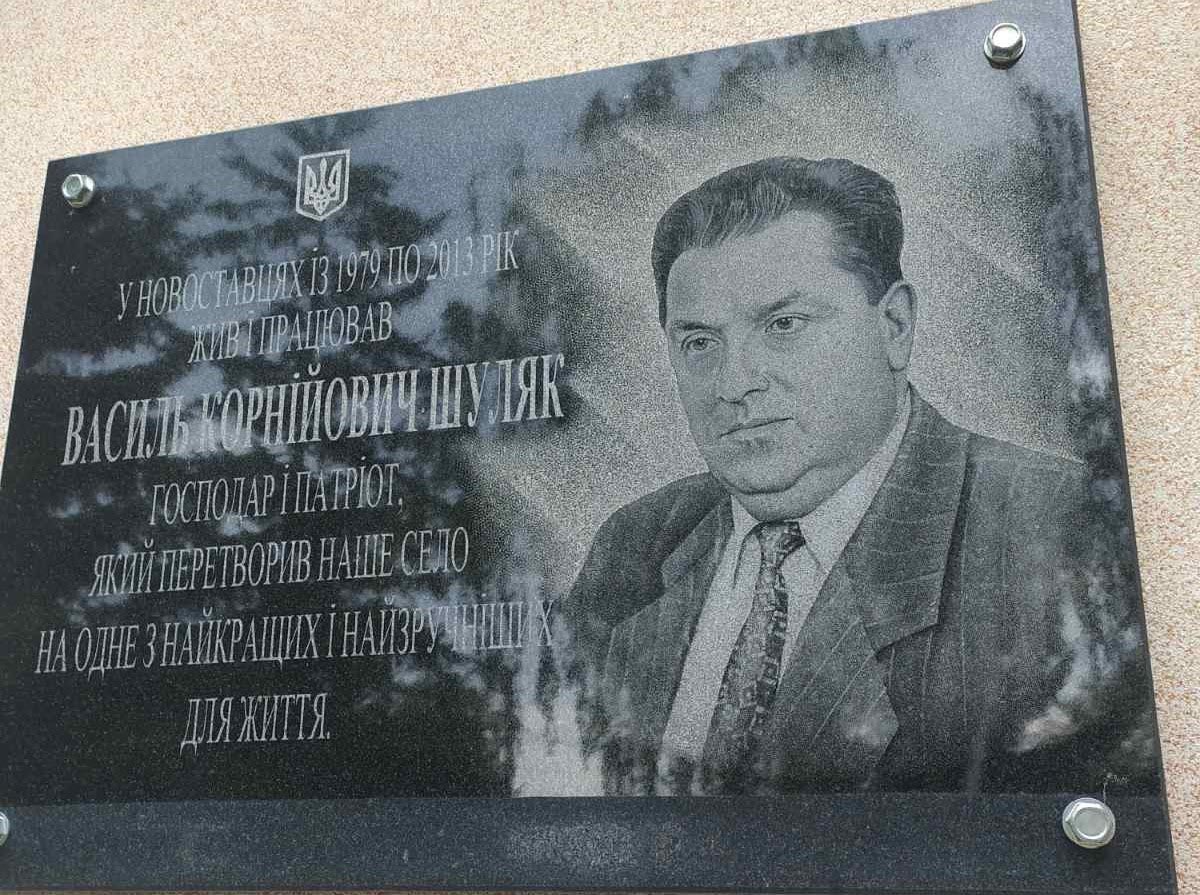 У НОВОСТАВЦЯХ ІЗ 1979 ПО 2013 РІК
ЖИВ І ПРАЦЮВАВ
ВАСИЛЬ КОРНІЙОВИЧ ШУЛЯК
ГОСПОДАР І ПАТРІОТ,
ЯКИЙ ПЕРЕТВОРИВ НАШЕ СЕЛО
НА ОДНЕ З НАЙКРАЩИХ І НАЙЗРУЧНІШИХ
ДЛЯ ЖИТТЯ.